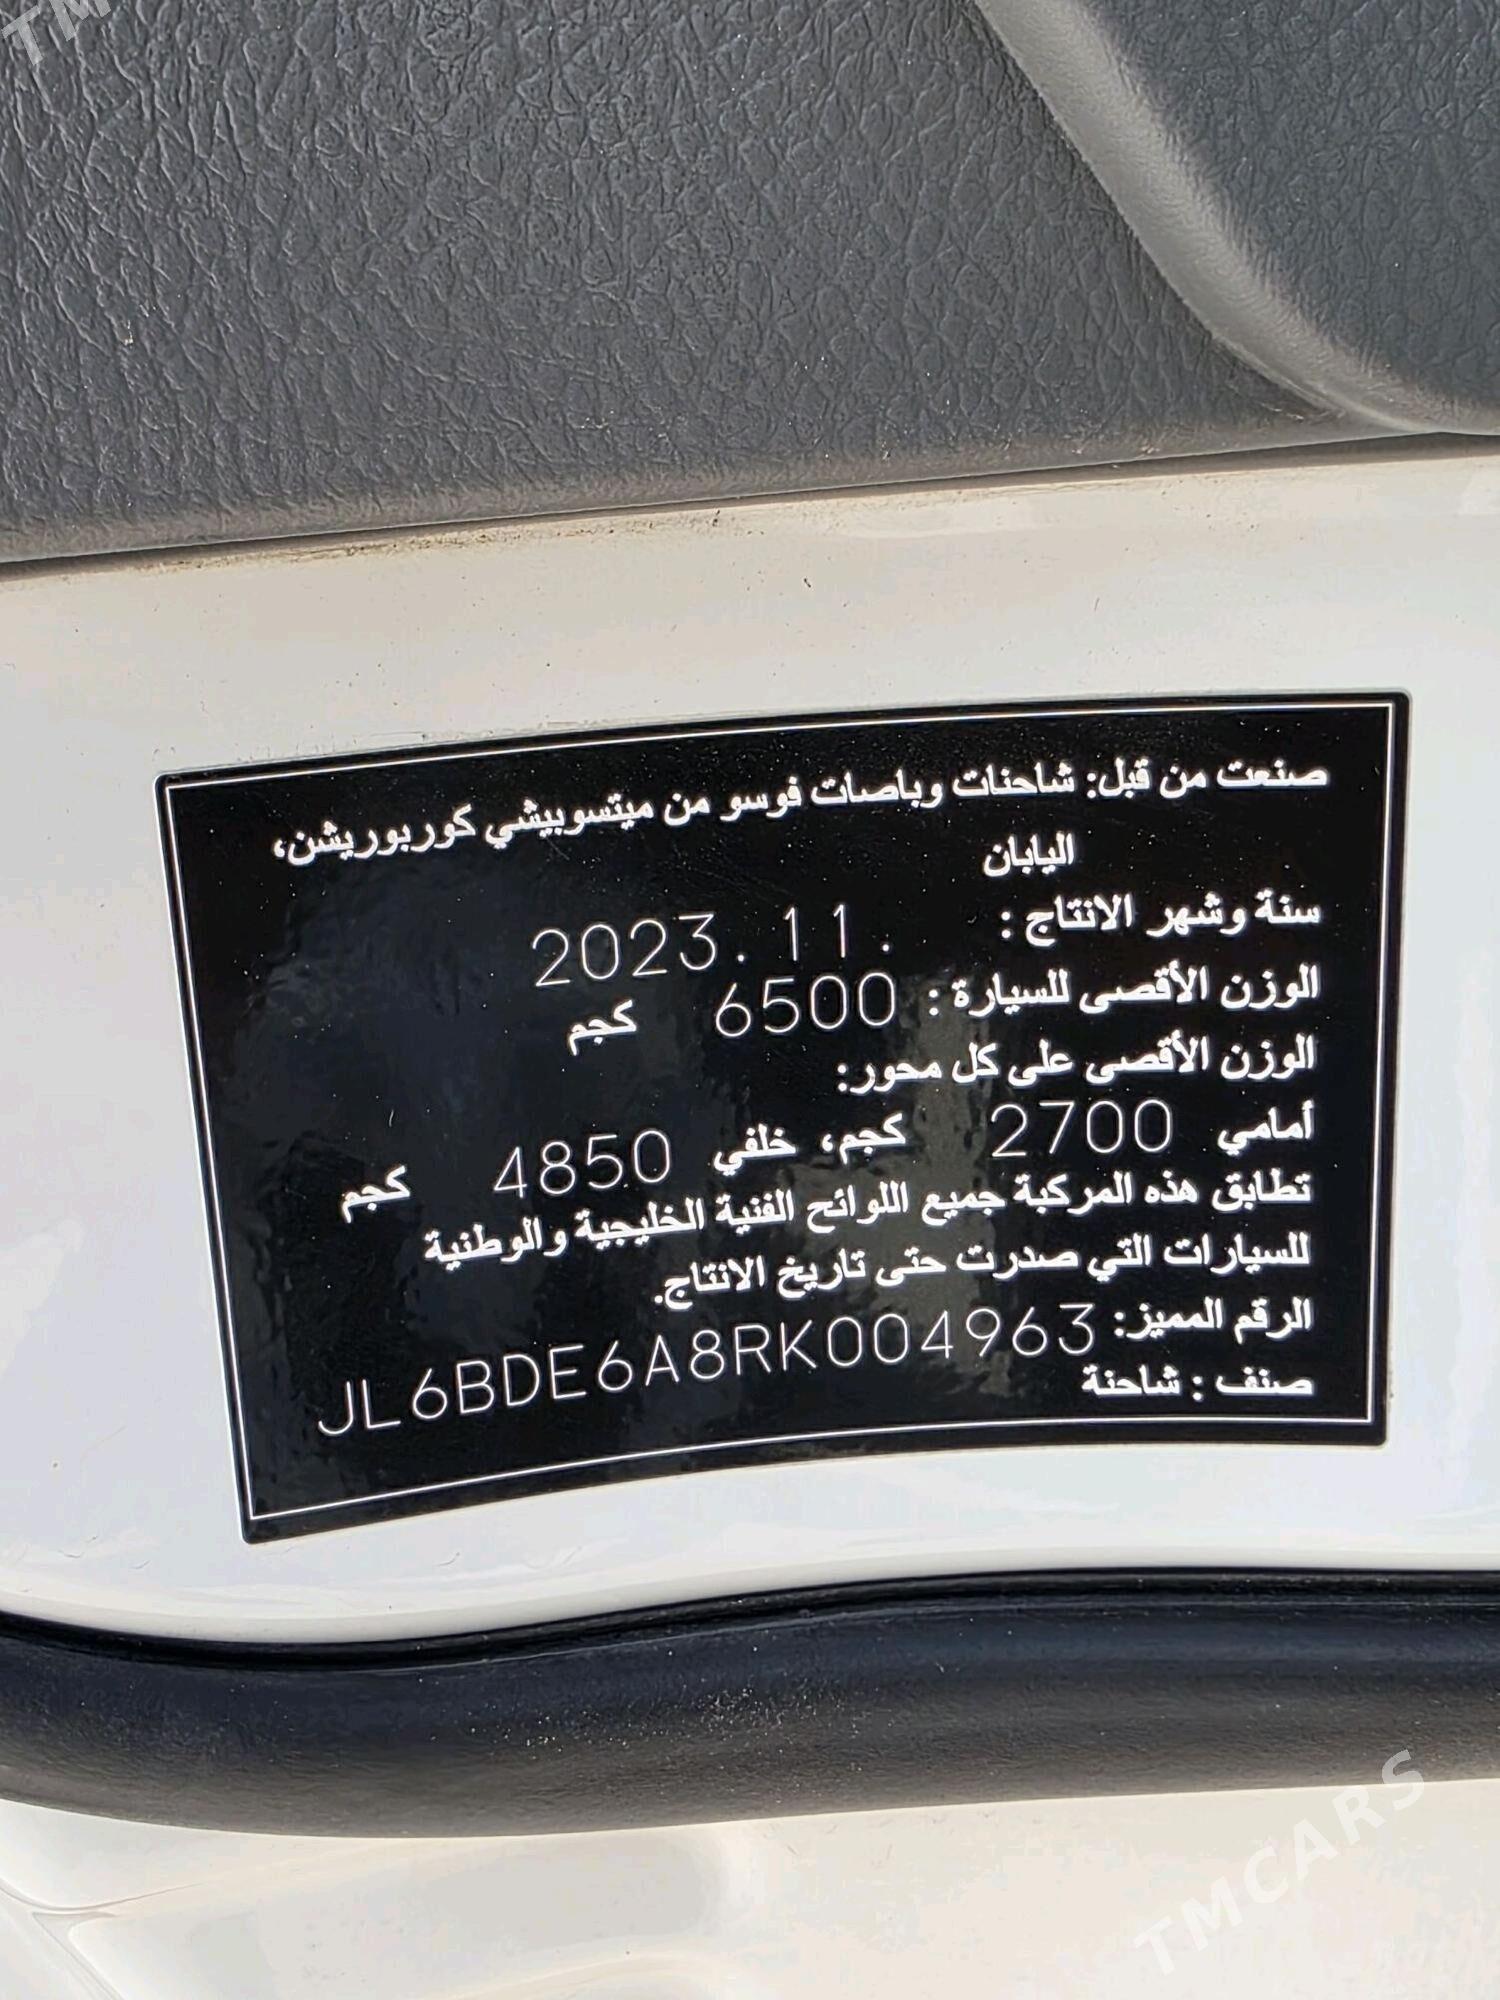 TM
صنعت من قبل: شاحنات وباصات فوسو من ميتسوبيشي كوربوريشن،
اليابان
سنة وشهر الانتاج : 2023.11.
الوزن الأقصى للسيارة : 6500 كجم
الوزن الأقصى على كل محور:
أمامي 2700 كجم، خلفي 4850 كجم
تطابق هذه المركبة جميع اللوائح الفنية الخليجية والوطنية
للسيارات التي صدرت حتى تاريخ الانتاج.
الرقم المميز: JL6BDE6A8RK004963
صنف : شاحنة
TMCARS